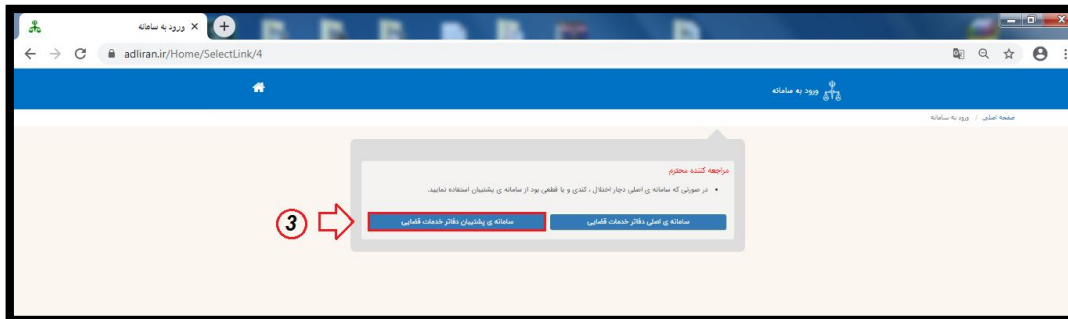 ورود به سامانه
adliran.ir/Home/SelectLink/4
ورود به سامانه
صفحه اصلی / ورود به سامانه
مراجعه کننده محترم
در صورتی که سامانه ی اصلی دچار اختلال ، کندی و یا قطعی بود از سامانه ی پشتیبان استفاده نمایید.
سامانه ی اصلی دفاتر خدمات قضایی
سامانه ی پشتیبان دفاتر خدمات قضایی
3